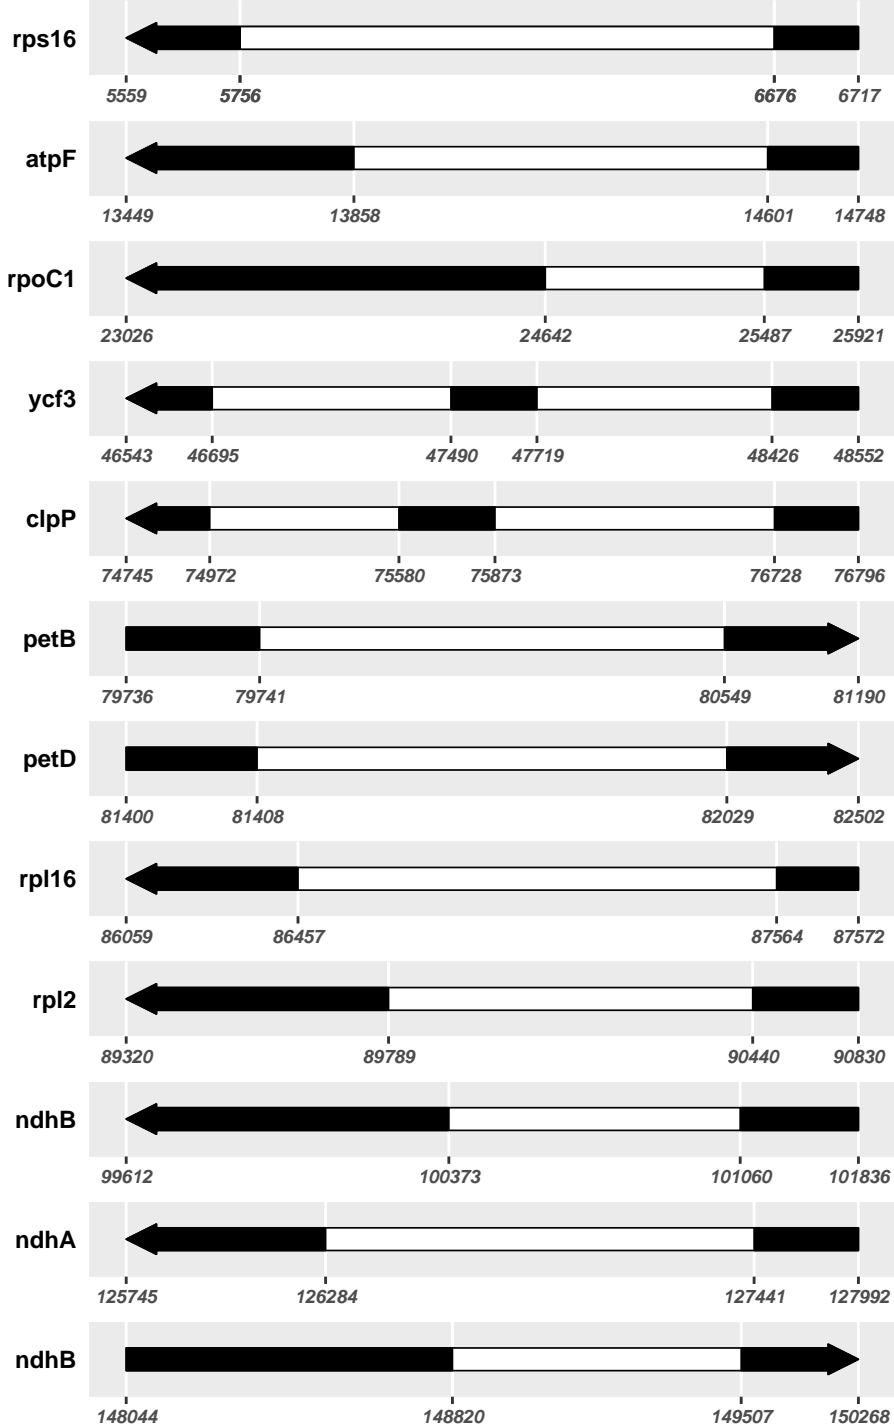 rps16
5559 5756 6676 6717
atpF
13449 13858 14601 14748
rpoC1
23026 24642 25487 25921
ycf3
46543 46695 47490 47719 48426 48552
clpP
74745 74972 75580 75873 76728 76796
petB
79736 79741 80549 81190
petD
81400 81408 82029 82502
rpl16
86059 86457 87564 87572
rpl2
89320 89789 90440 90830
ndhB
99612 100373 101060 101836
ndhA
125745 126284 127441 127992
ndhB
148044 148820 149507 150268